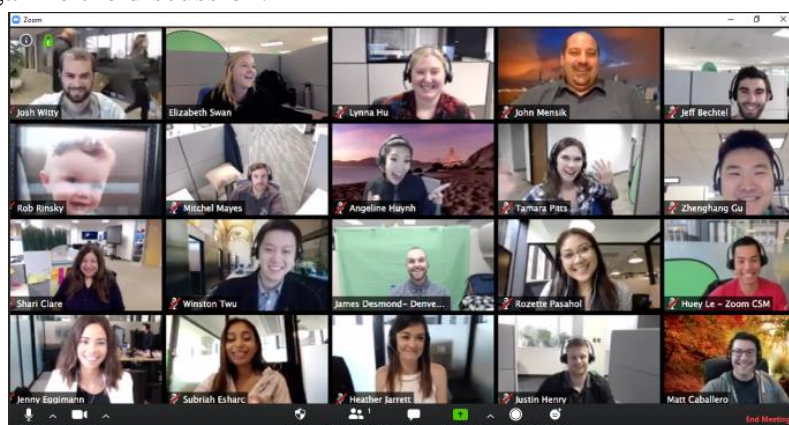 Zoom
Josh Witty
Elizabeth Swan
Lynna Hu
John Mensik
Jeff Bechtel
Rob Rinsky
Mitchel Mayes
Angeline Huynh
Tamara Pitts
Zhenghang Gu
Shari Clare
Winston Twu
James Desmond- Denve...
Rozette Pasahol
Huey Le - Zoom CSM
Jenny Eggimann
Subriah Esharc
Heather Jarrett
Justin Henry
Matt Caballero
1
End Meeting